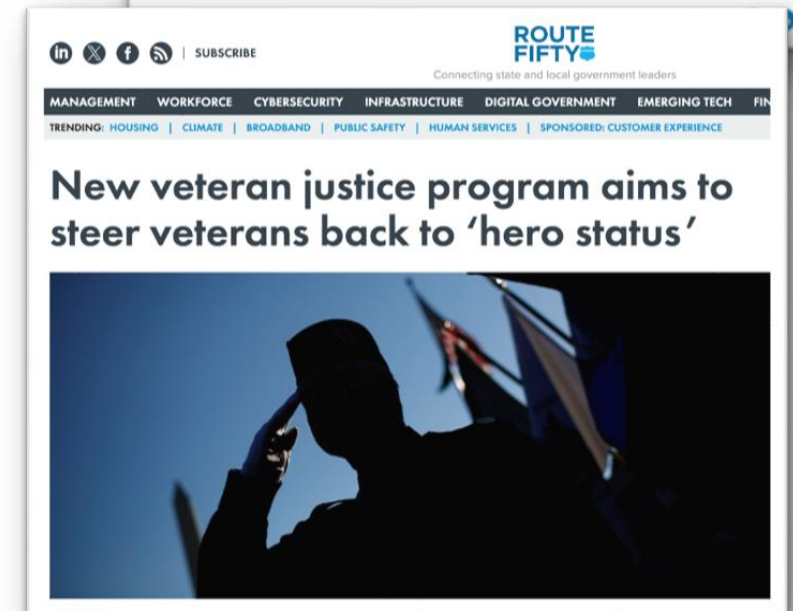 in X f | SUBSCRIBE
ROUTE
FIFTY
Connecting state and local government leaders
MANAGEMENT WORKFORCE CYBERSECURITY INFRASTRUCTURE DIGITAL GOVERNMENT EMERGING TECH FIN
TRENDING: HOUSING | CLIMATE | BROADBAND | PUBLIC SAFETY | HUMAN SERVICES | SPONSORED: CUSTOMER EXPERIENCE
New veteran justice program aims to
steer veterans back to ‘hero status’